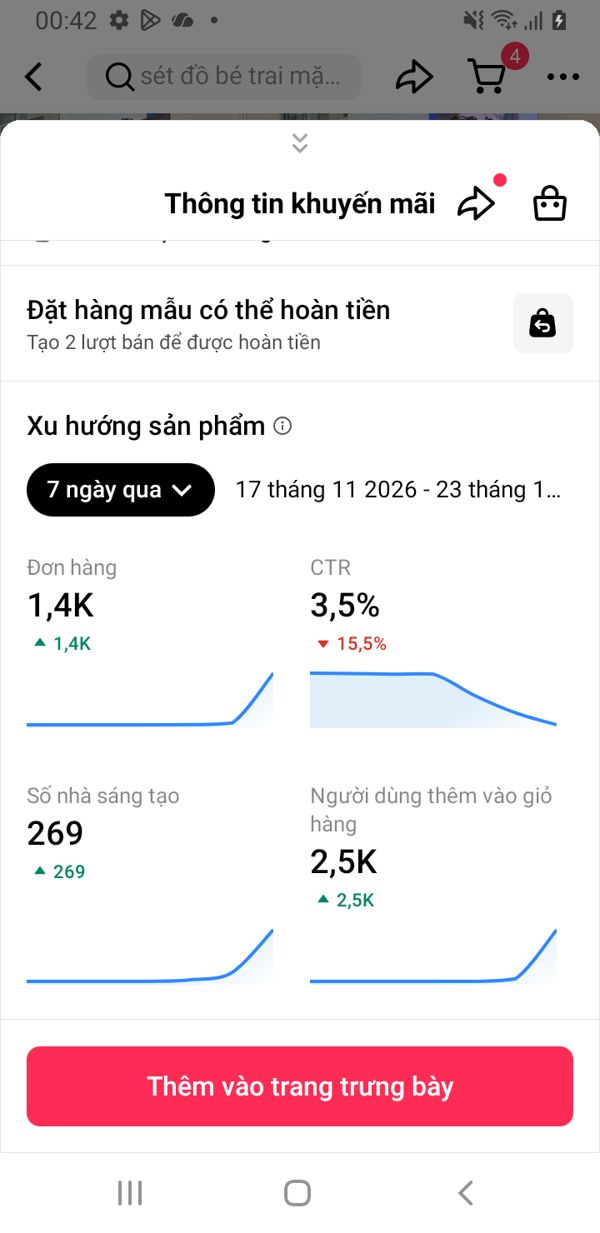 00:42
sét đồ bé trai mặ...
4
Thông tin khuyến mãi
Đặt hàng mẫu có thể hoàn tiền
Tạo 2 lượt bán để được hoàn tiền
Xu hướng sản phẩm
7 ngày qua
17 tháng 11 2026 - 23 tháng 1...
Đơn hàng
1,4K
1,4K
CTR
3,5%
15,5%
Số nhà sáng tạo
269
269
Người dùng thêm vào giỏ
hàng
2,5K
2,5K
Thêm vào trang trưng bày